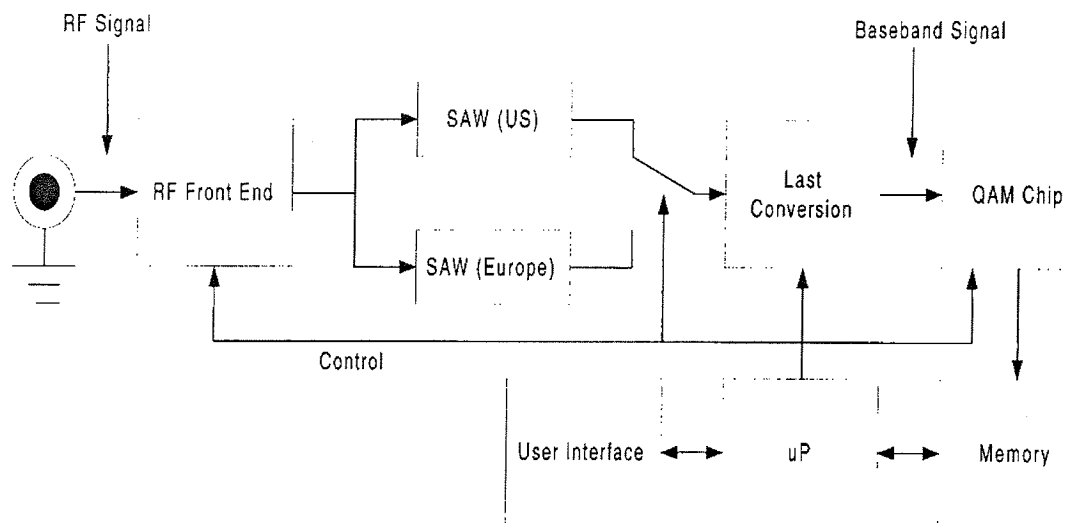 RF Signal
Baseband Signal
SAW (US)
RF Front End
Last
Conversion
QAM Chip
SAW (Europe)
Control
User Interface
uP
Memory